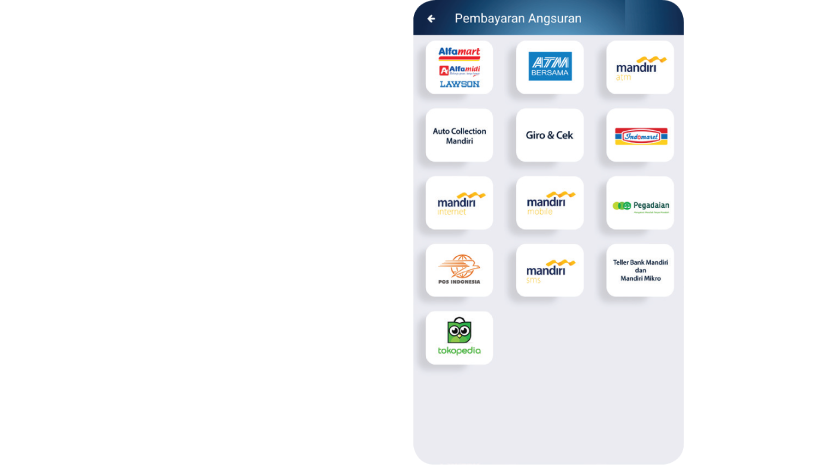 Pembayaran Angsuran
Alfamart
Alfamidi
LAWSON
ATM
BERSAMA
mandiri
atm
Auto Collection
Mandiri
Giro & Cek
Indomaret
mandiri
internet
mandiri
mobile
Pegadaian
POS INDONESIA
mandiri
sms
Teller Bank Mandiri
dan
Mandiri Mikro
tokopedia